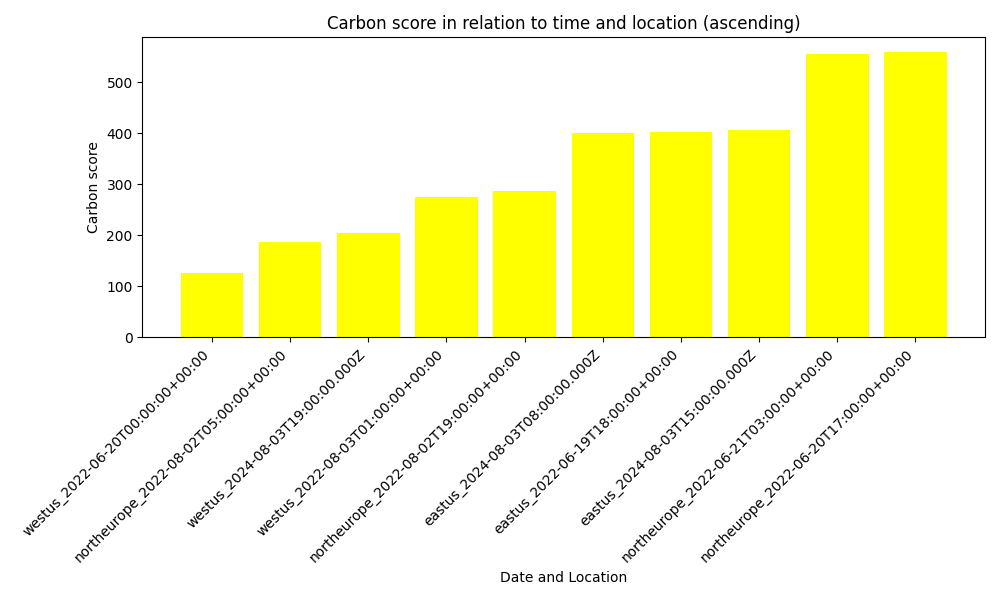 Carbon score in relation to time and location (ascending)
Carbon score
500
400
300
200
100
0
westus_2022-06-20T00:00:00+00:00
northeurope_2022-08-02T05:00:00+00:00
westus_2024-08-03T19:00:00.000Z
westus_2022-08-03T01:00:00+00:00
northeurope_2022-08-02T19:00:00+00:00
eastus_2024-08-03T08:00:00.000Z
eastus_2022-06-19T18:00:00+00:00
eastus_2024-08-03T15:00:00.000Z
northeurope_2022-06-21T03:00:00+00:00
northeurope_2022-06-20T17:00:00+00:00
Date and Location